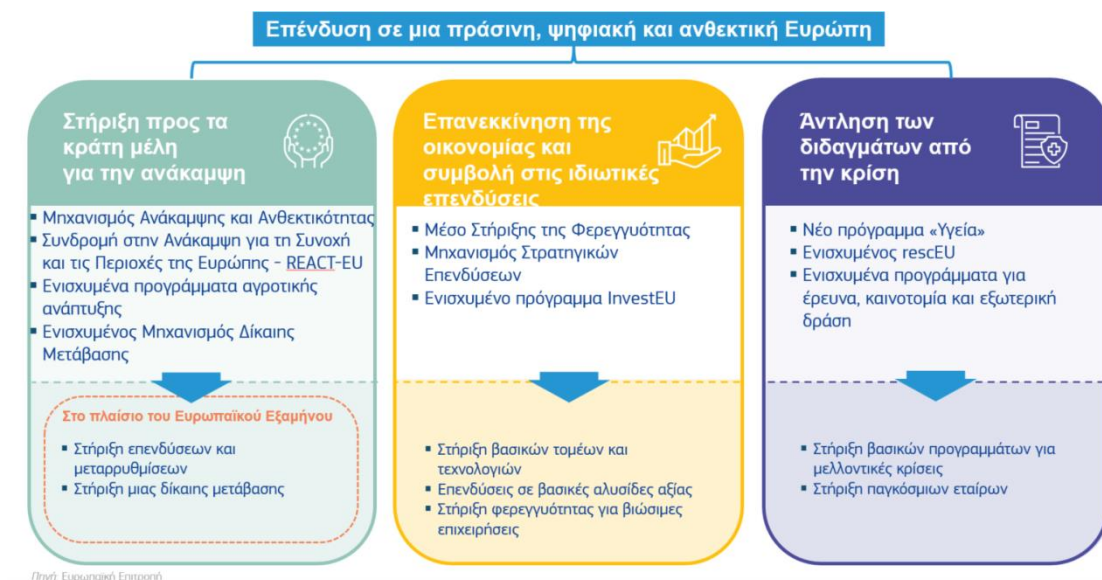 Επένδυση σε μια πράσινη, ψηφιακή και ανθεκτική Ευρώπη
Στήριξη προς τα
κράτη μέλη
για την ανάκαμψη
▪ Μηχανισμός Ανάκαμψης και Ανθεκτικότητας
▪ Συνδρομή στην Ανάκαμψη για τη Συνοχή
και τις Περιοχές της Ευρώπης - REACT-EU
▪ Ενισχυμένα προγράμματα αγροτικής
ανάπτυξης
▪ Ενισχυμένος Μηχανισμός Δίκαιης
Μετάβασης
Στο πλαίσιο του Ευρωπαϊκού Εξαμήνου
▪ Στήριξη επενδύσεων και
μεταρρυθμίσεων
▪ Στήριξη μιας δίκαιης μετάβασης
Επανεκκίνηση της
οικονομίας και
συμβολή στις ιδιωτικές
επενδύσεις
▪ Μέσο Στήριξης της Φερεγγυότητας
▪ Μηχανισμός Στρατηγικών
Επενδύσεων
▪ Ενισχυμένο πρόγραμμα InvestEU
▪ Στήριξη βασικών τομέων και
τεχνολογιών
▪ Επενδύσεις σε βασικές αλυσίδες αξίας
▪ Στήριξη φερεγγυότητας για βιώσιμες
επιχειρήσεις
Άντληση των
διδαγμάτων από
την κρίση
▪ Νέο πρόγραμμα «Υγεία»
▪ Ενισχυμένος rescEU
▪ Ενισχυμένα προγράμματα για
έρευνα, καινοτομία και εξωτερική
δράση
▪ Στήριξη βασικών προγραμμάτων για
μελλοντικές κρίσεις
▪ Στήριξη παγκόσμιων εταίρων
Πηγή: Ευρωπαϊκή Επιτροπή